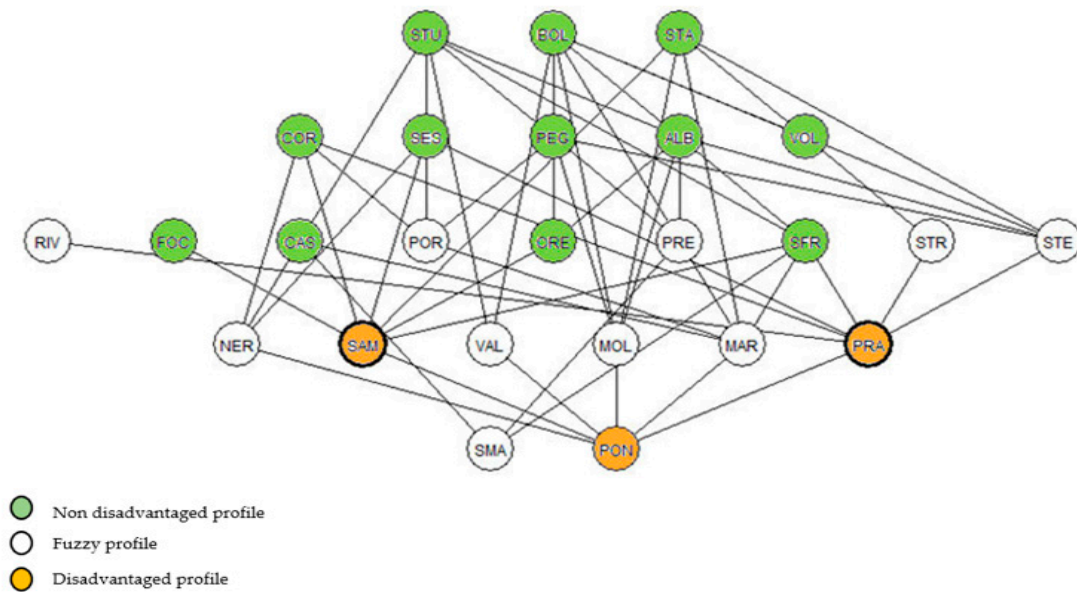 STU BOL STA
COR SES PEG ALB VOL
RIV FOC CAS POR ORE PRE SFR STR STE
NER SAM VAL MOL MAR PRA
SMA PON
Non disadvantaged profile
Fuzzy profile
Disadvantaged profile